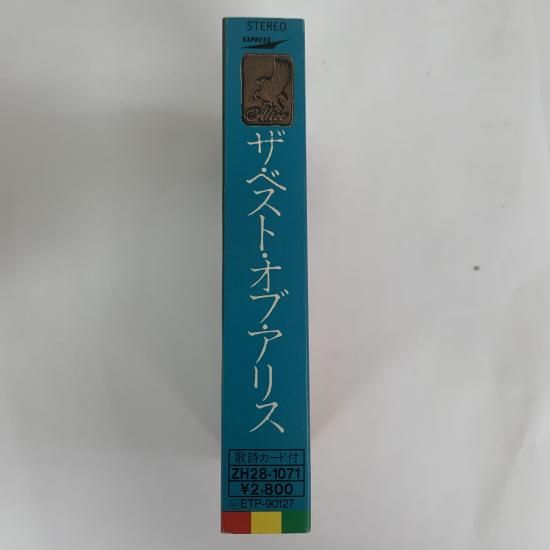 STEREO
EXPRESS
Alice
ザ・ベスト・オブ・アリス
歌詩カード付
ZH28-1071
¥2,800
Ⓢ ETP-90127